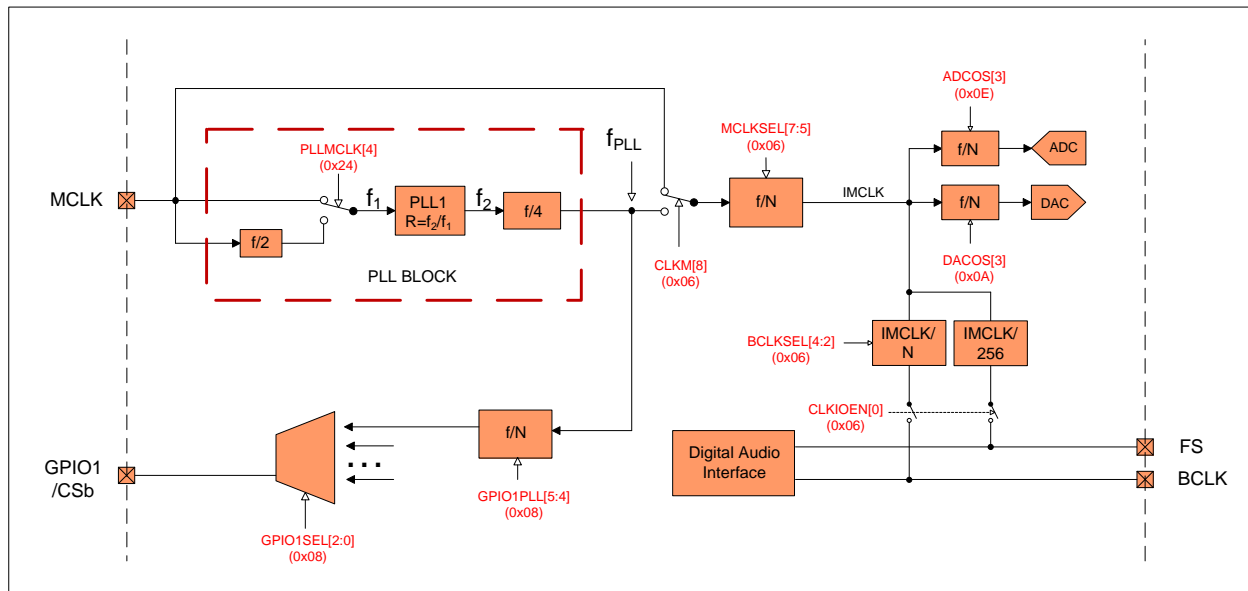 ADCOS[3]
(0x0E)
MCLKSEL[7:5]
(0x06)
f/N
ADC
PLLMCLK[4]
(0x24)
fPLL
MCLK
f1
PLL1
R=f2/f1
f2
f/4
f/N
IMCLK
f/N
DAC
f/2
PLL BLOCK
CLKM[8]
(0x06)
DACOS[3]
(0x0A)
BCLKSEL[4:2]
(0x06)
IMCLK/
N
IMCLK/
256
CLKIOEN[0]
(0x06)
f/N
Digital Audio
Interface
FS
BCLK
GPIO1
/CSb
...
GPIO1PLL[5:4]
(0x08)
GPIO1SEL[2:0]
(0x08)